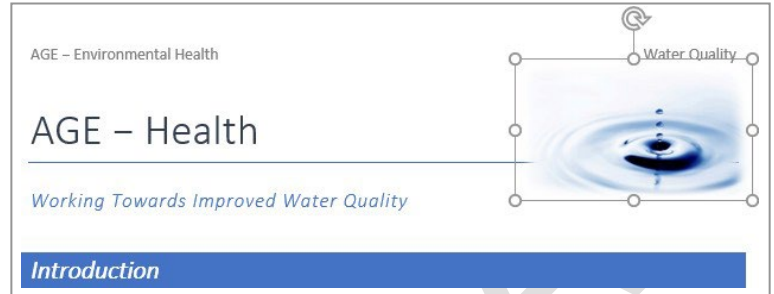 AGE – Environmental Health
Water Quality
AGE – Health
Working Towards Improved Water Quality
Introduction